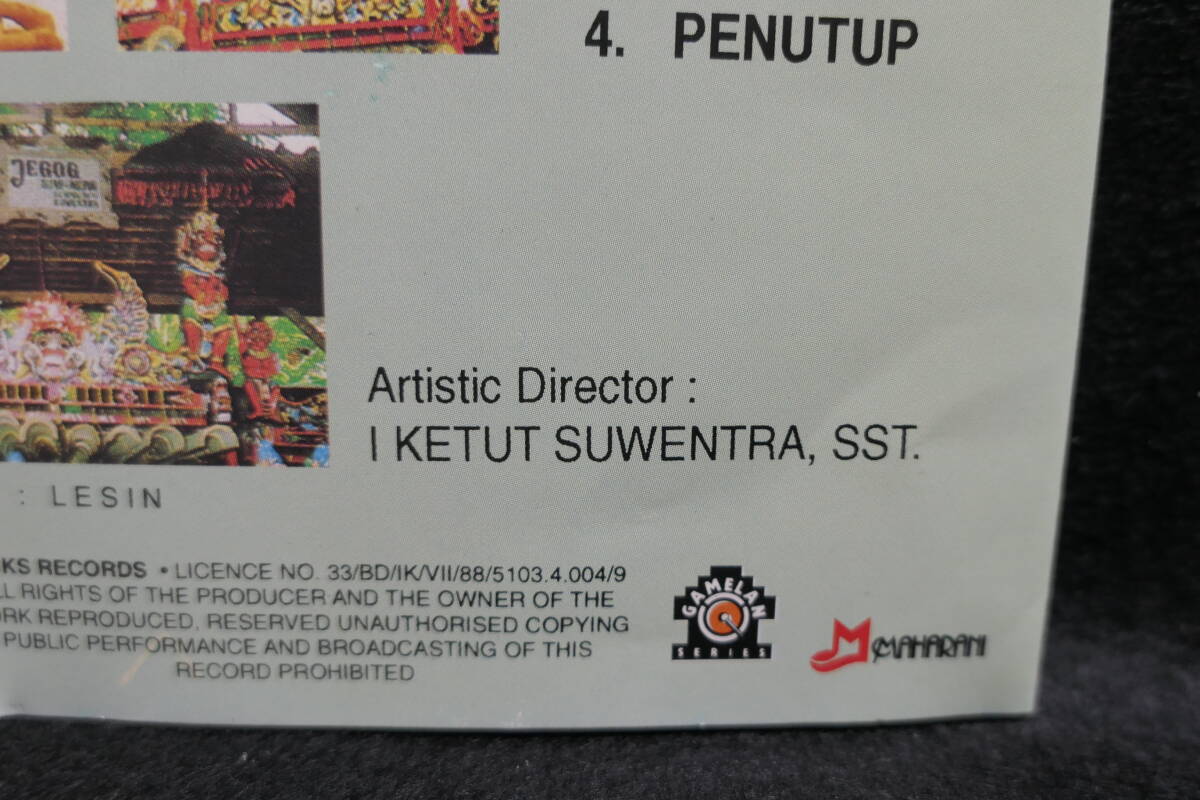 4. PENUTUP
JEGOG
SUWENTRA
Artistic Director :
I KETUT SUWENTRA, SST.
: LESIN
KS RECORDS • LICENCE NO. 33/BD/IK/VII/88/5103.4.004/9
LL RIGHTS OF THE PRODUCER AND THE OWNER OF THE
ORK REPRODUCED, RESERVED UNAUTHORISED COPYING
PUBLIC PERFORMANCE AND BROADCASTING OF THIS
RECORD PROHIBITED
GAMELAN
SERIES
MAHARANI